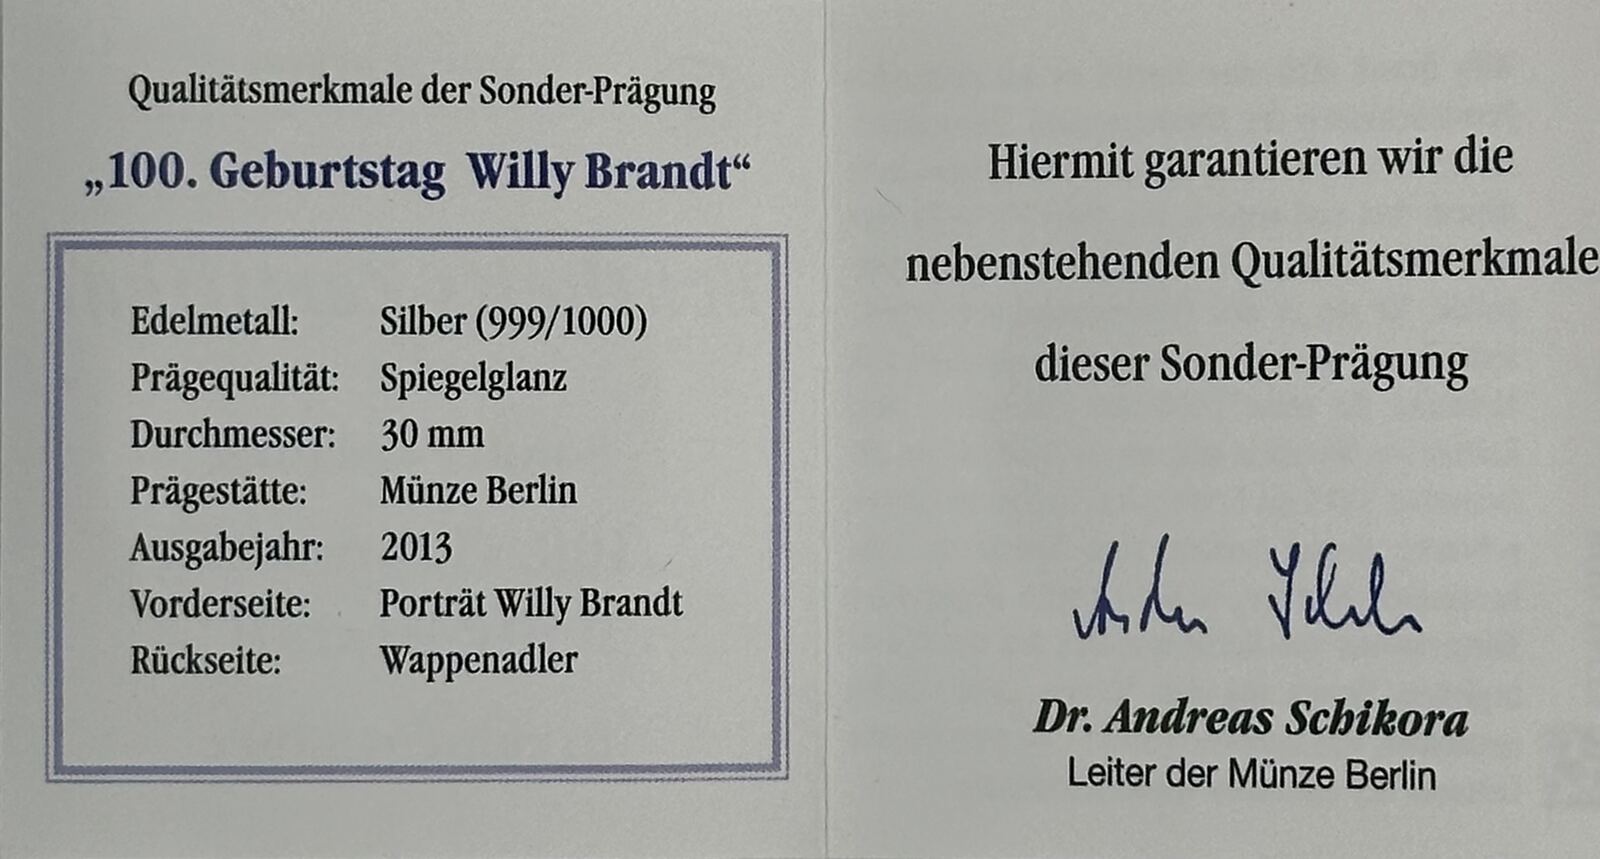 Qualitätsmerkmale der Sonder-Prägung
„100. Geburtstag Willy Brandt“
Edelmetall: Silber (999/1000)
Prägequalität: Spiegelglanz
Durchmesser: 30 mm
Prägestätte: Münze Berlin
Ausgabejahr: 2013
Vorderseite: Porträt Willy Brandt
Rückseite: Wappenadler
Hiermit garantieren wir die
nebenstehenden Qualitätsmerkmale
dieser Sonder-Prägung
Dr. Andreas Schikora
Leiter der Münze Berlin